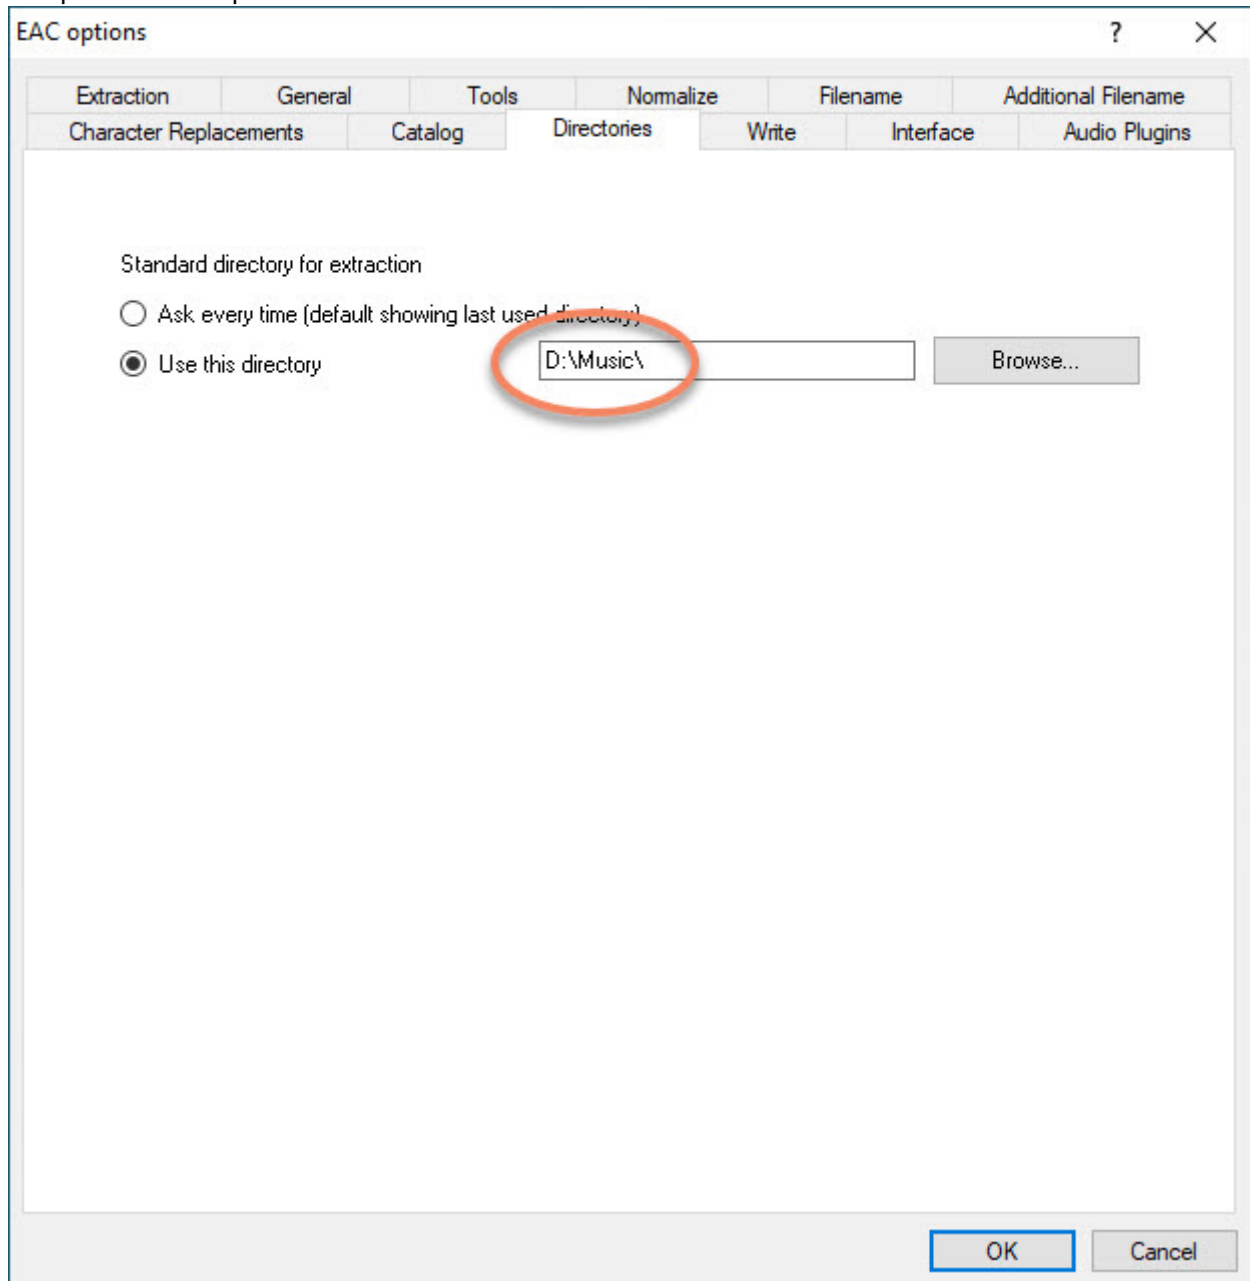 EAC options ? X
Extraction General Tools Normalize Filename Additional Filename
Character Replacements Catalog Directories Write Interface Audio Plugins
Standard directory for extraction
Ask every time (default showing last used directory)
Use this directory D:\Music\ Browse...
OK Cancel